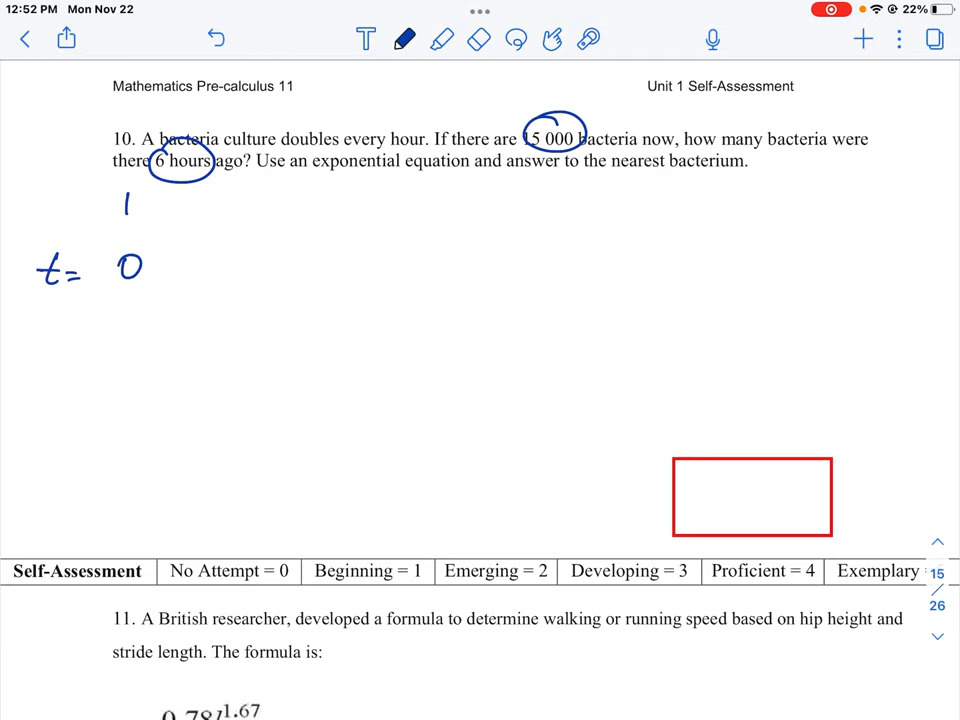 12:52 PM Mon Nov 22
22%
Mathematics Pre-calculus 11 Unit 1 Self-Assessment
10. A bacteria culture doubles every hour. If there are 15 000 bacteria now, how many bacteria were
there 6 hours ago? Use an exponential equation and answer to the nearest bacterium.
1
t= 0
Self-Assessment No Attempt = 0 Beginning = 1 Emerging = 2 Developing = 3 Proficient = 4 Exemplary
15
26
11. A British researcher, developed a formula to determine walking or running speed based on hip height and
stride length. The formula is:
0.78l^1.67